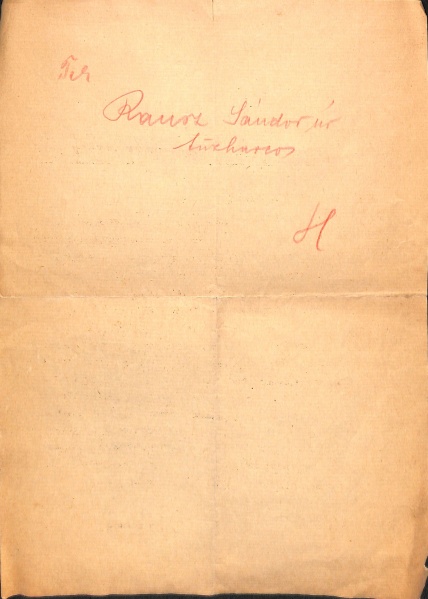 Tek.
Rausz Sándor úr
tűzharcos
H